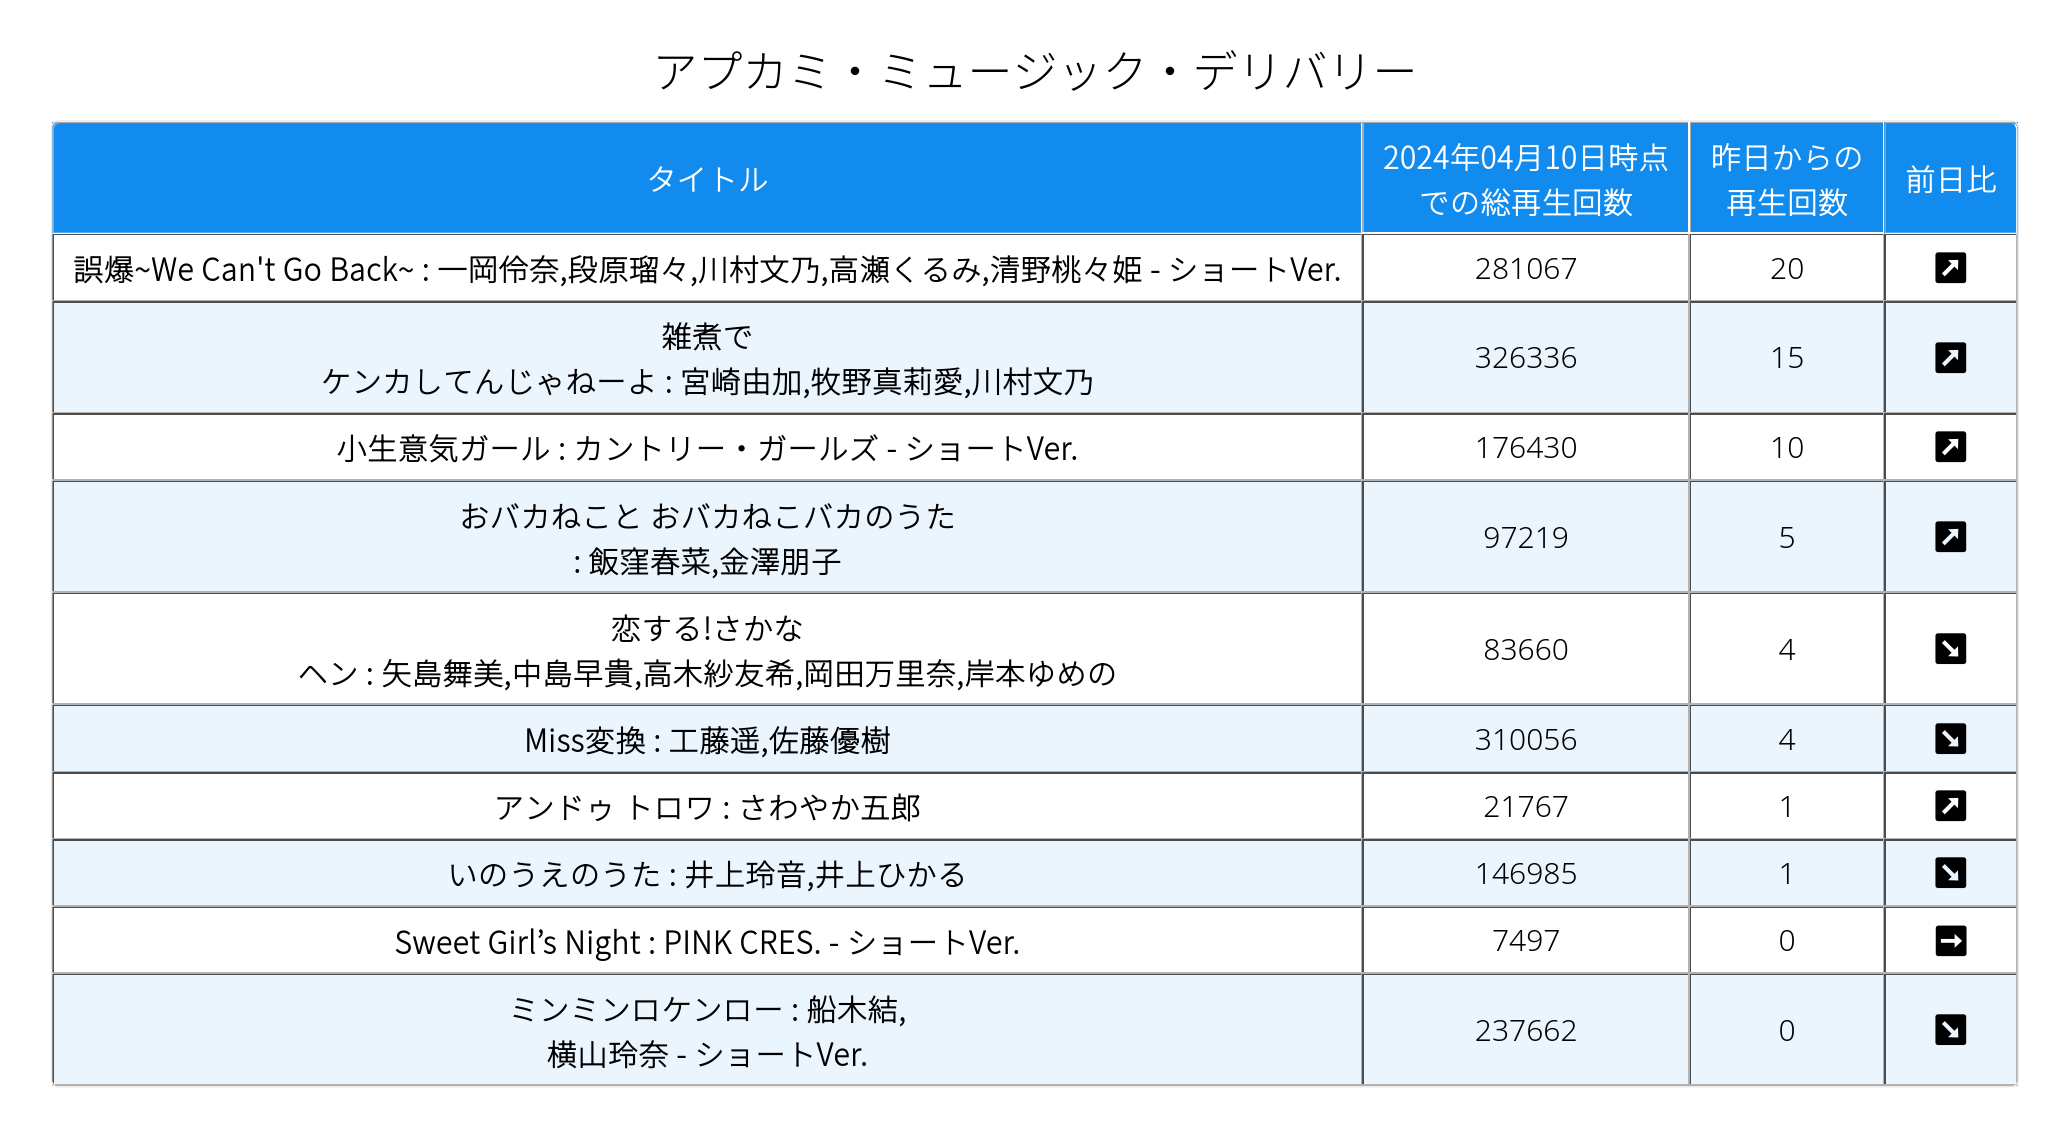 アプカミ・ミュージック・デリバリー
タイトル
2024年04月10日時点
での総再生回数
昨日からの
再生回数
前日比
誤爆~We Can't Go Back~ : 一岡伶奈,段原瑠々,川村文乃,高瀬くるみ,清野桃々姫 - ショートVer.
281067
20
雑煮で
ケンカしてんじゃねーよ : 宮崎由加,牧野真莉愛,川村文乃
326336
15
小生意気ガール : カントリー・ガールズ - ショートVer.
176430
10
おバカねこと おバカねこバカのうた
: 飯窪春菜,金澤朋子
97219
5
恋する!さかな
ヘン : 矢島舞美,中島早貴,高木紗友希,岡田万里奈,岸本ゆめの
83660
4
Miss変換 : 工藤遥,佐藤優樹
310056
4
アンドゥ トロワ : さわやか五郎
21767
1
いのうえのうた : 井上玲音,井上ひかる
146985
1
Sweet Girl’s Night : PINK CRES. - ショートVer.
7497
0
ミンミンロケンロー : 船木結,
横山玲奈 - ショートVer.
237662
0